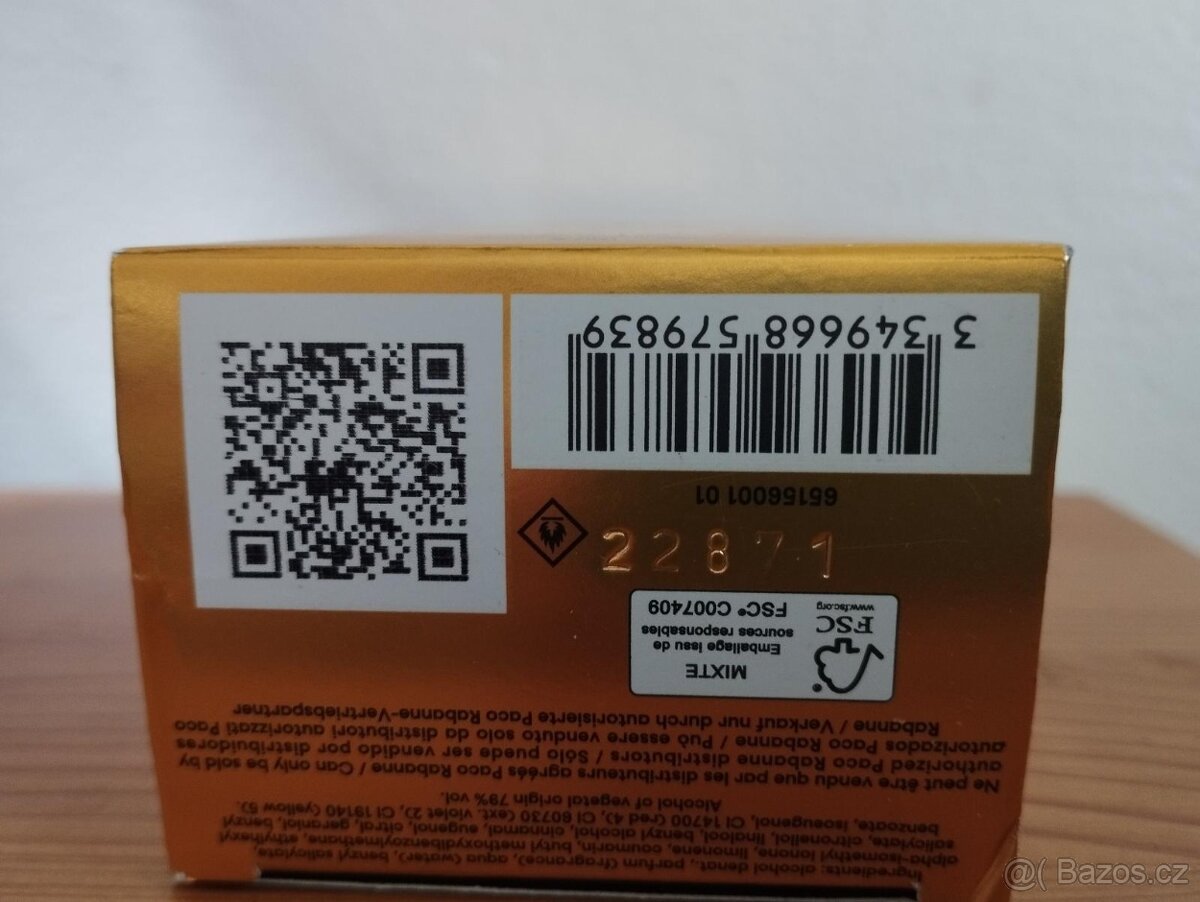 Ingredients: alcohol denat., parfum (fragrance), aqua (water), benzyl salicylate,
alpha-isomethyl ionone, limonene, coumarin, butyl methoxydibenzoylmethane, ethylhexyl
salicylate, citronellol, linalool, benzyl alcohol, cinnamal, eugenol, citral, geraniol, benzyl
benzoate, isoeugenol, CI 14700 (red 4), CI 60730 (ext. violet 2), CI 19140 (yellow 5).
Alcohol of vegetal origin 79% vol.
Ne peut être vendu que par les distributeurs agréés Paco Rabanne / Can only be sold by
authorized Paco Rabanne distributors / Sólo puede ser vendido por distribuidores
autorizados Paco Rabanne / Può essere venduto solo da distributori autorizzati Paco
Rabanne / Verkauf nur durch autorisierte Paco Rabanne-Vertriebspartner
FSC
www.fsc.org
MIXTE
Emballage issu de
sources responsables
FSC® C007409
22871
65156001 01
3 349668 579839
@( Bazos.cz